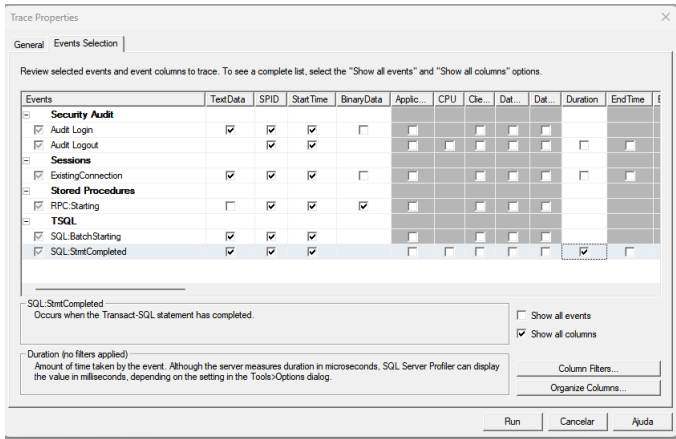 Trace Properties
General Events Selection
Review selected events and event columns to trace. To see a complete list, select the "Show all events" and "Show all columns" options.
Events TextData SPID StartTime BinaryData Applic... CPU Clie... Dat... Dat... Duration EndTime E
Security Audit
Audit Login
Audit Logout
Sessions
ExistingConnection
Stored Procedures
RPC:Starting
TSQL
SQL:BatchStarting
SQL:StmtCompleted
SQL:StmtCompleted
Occurs when the Transact-SQL statement has completed.
Show all events
Show all columns
Duration (no filters applied)
Amount of time taken by the event. Although the server measures duration in microseconds, SQL Server Profiler can display
the value in milliseconds, depending on the setting in the Tools>Options dialog.
Column Filters...
Organize Columns...
Run Cancelar Ajuda